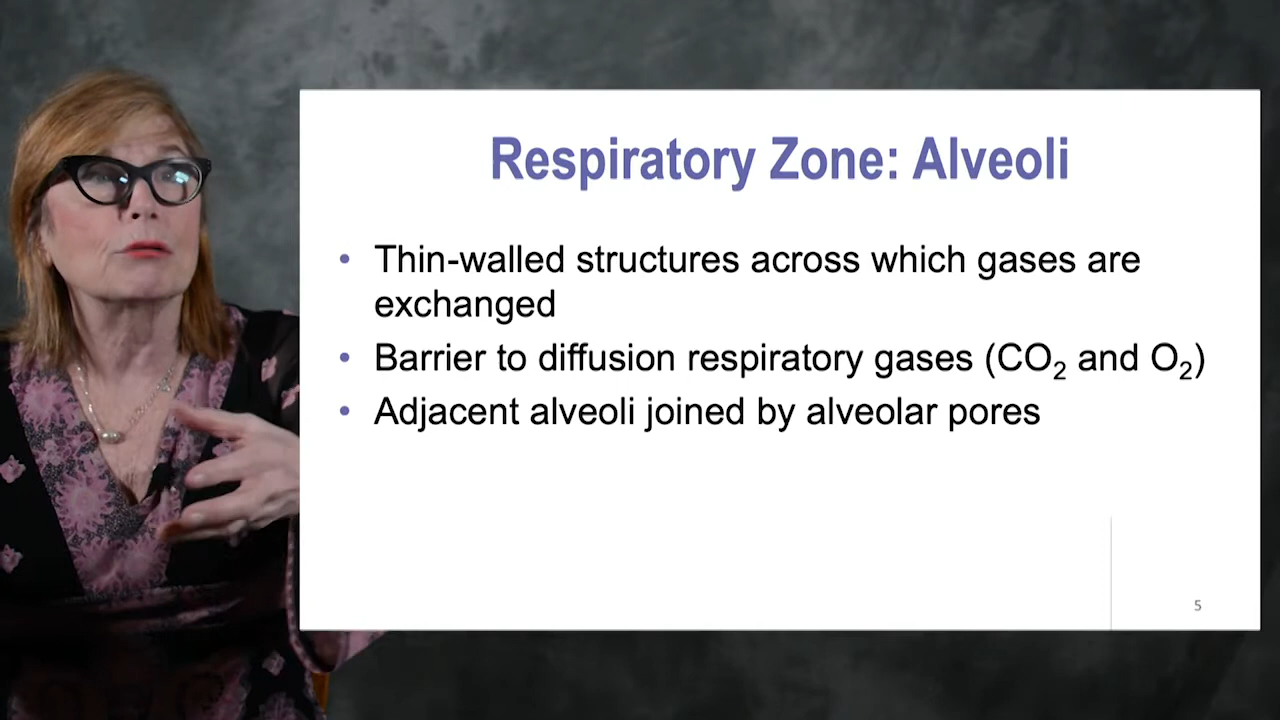 Respiratory Zone: Alveoli
• Thin-walled structures across which gases are
exchanged
• Barrier to diffusion respiratory gases (CO₂ and O₂)
• Adjacent alveoli joined by alveolar pores
5